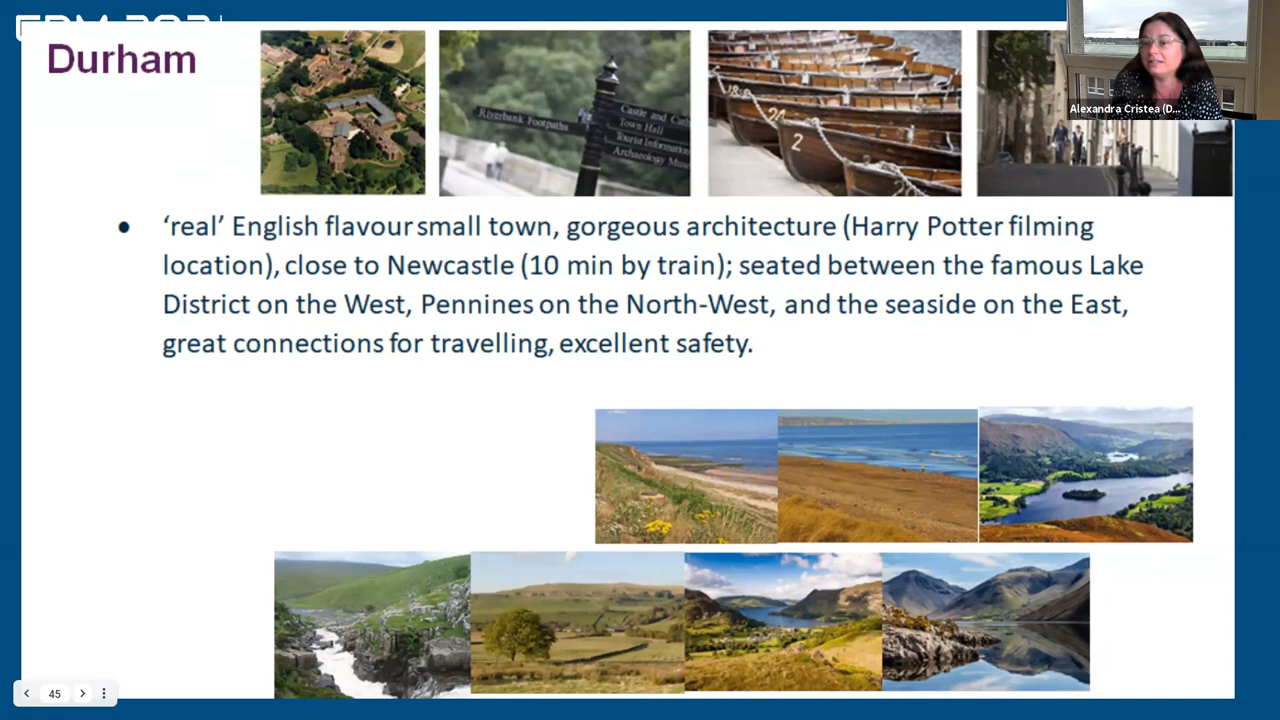 Durham
Riverbank Footpaths
Castle and
Town Hall
Tourist Information
Archaeology
24
2
Alexandra Cristea (D...
• ‘real’ English flavour small town, gorgeous architecture (Harry Potter filming
location), close to Newcastle (10 min by train); seated between the famous Lake
District on the West, Pennines on the North-West, and the seaside on the East,
great connections for travelling, excellent safety.
45